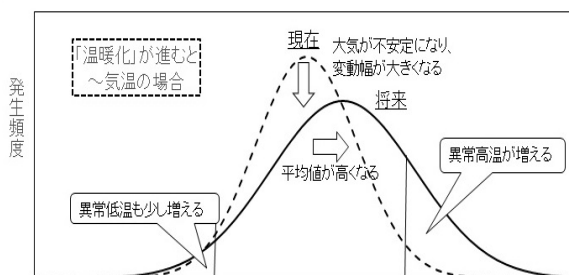 「温暖化」が進むと
～気温の場合
現在
大気が不安定になり、
変動幅が大きくなる
将来
発生頻度
平均値が高くなる
異常高温が増える
異常低温も少し増える